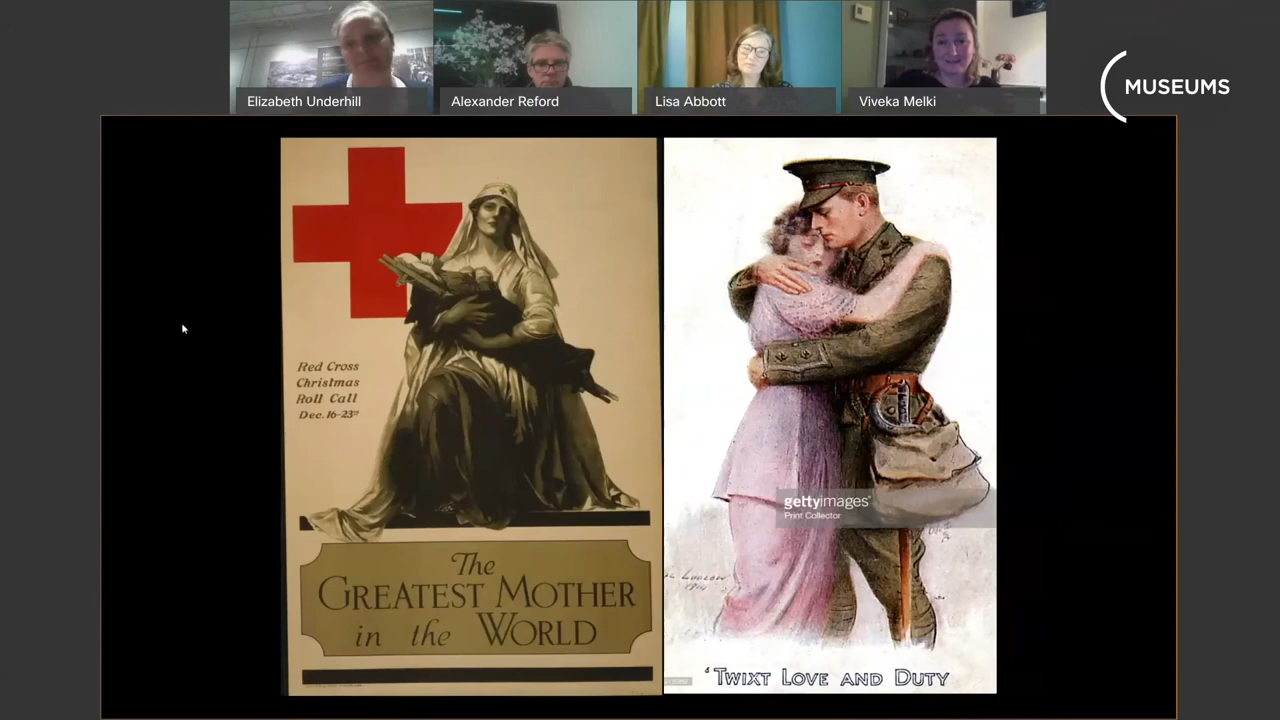 Elizabeth Underhill
Alexander Reford
Lisa Abbott
Viveka Melki
MUSEUMS
Red Cross
Christmas
Roll Call
Dec. 16-23rd
The
GREATEST MOTHER
in the WORLD
gettyimages®
Print Collector
1914
'TWIXT LOVE AND DUTY